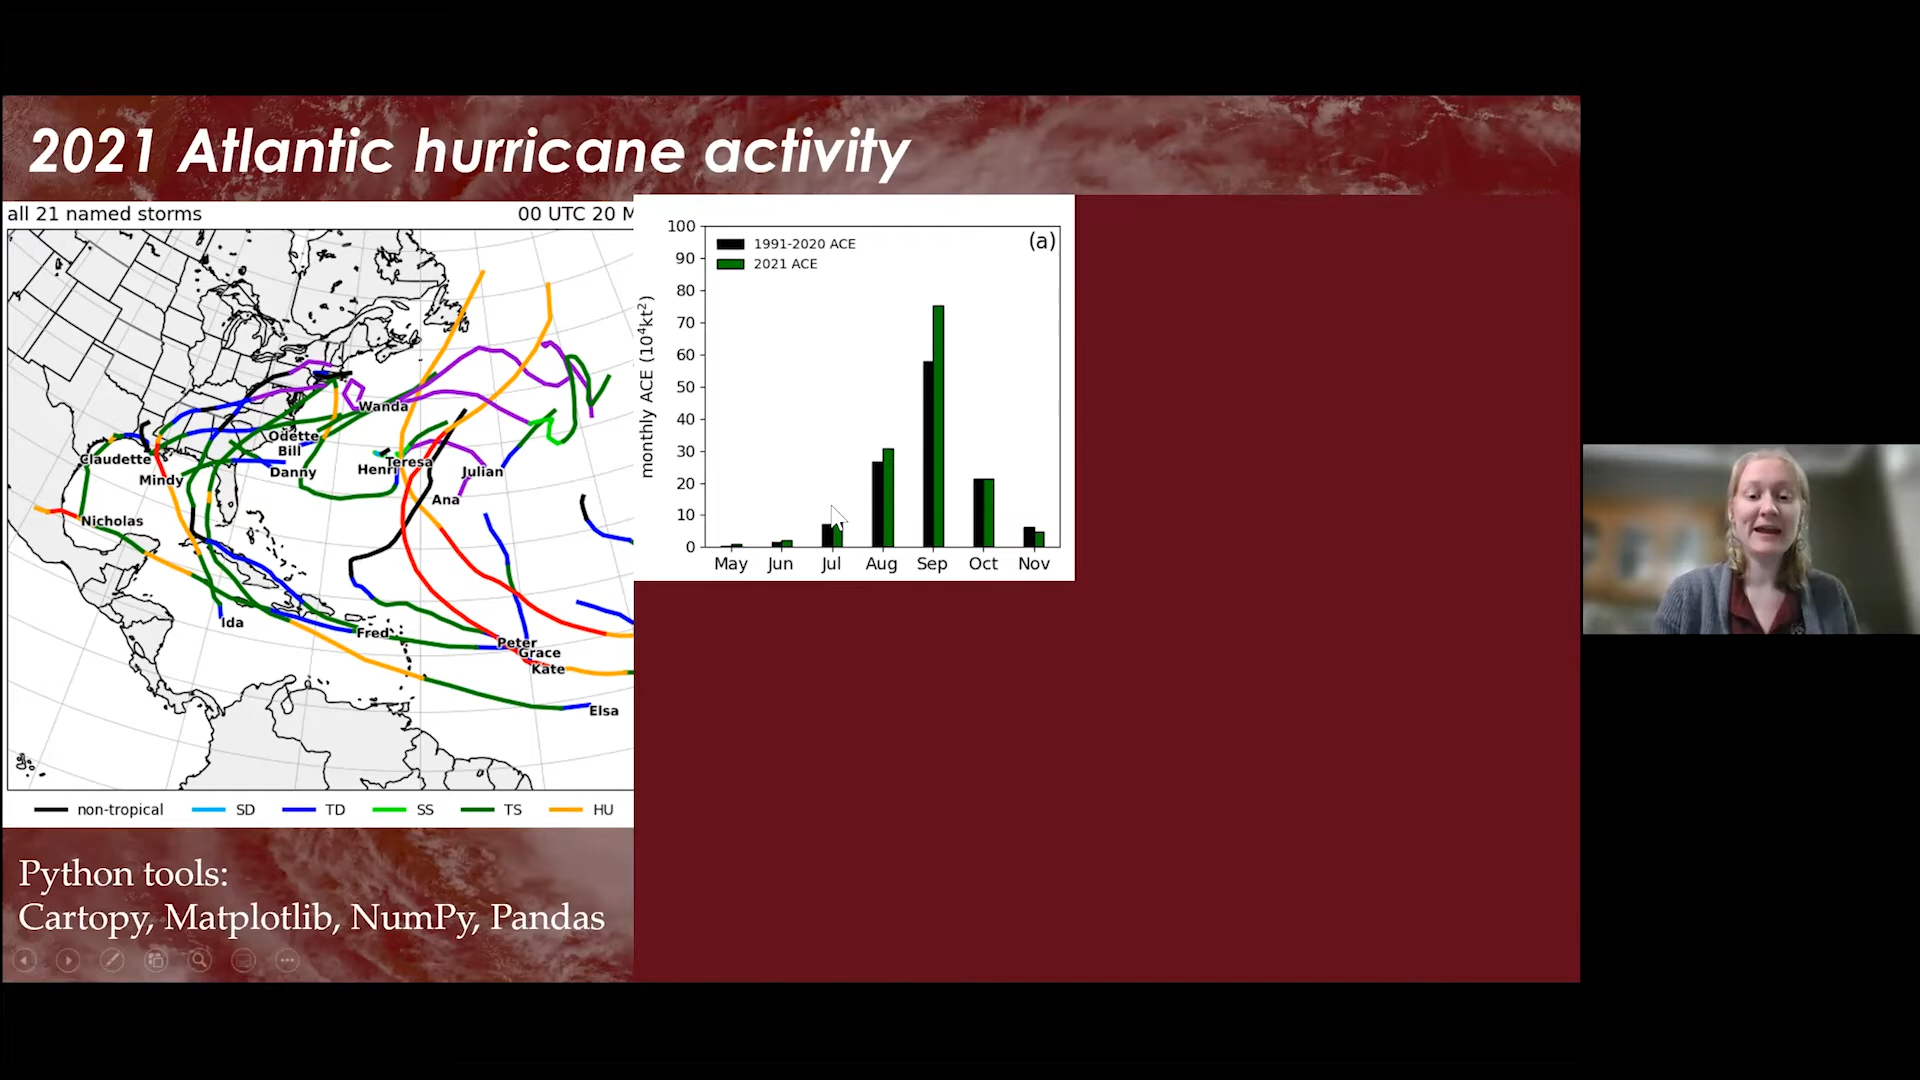 2021 Atlantic hurricane activity
all 21 named storms
00 UTC 20
Wanda
Odette
Bill
Claudette
Danny
Henri
Teresa
Julian
Mindy
Ana
Nicholas
Ida
Fred
Peter
Grace
Kate
Elsa
non-tropical SD TD SS TS HU
(a)
1991-2020 ACE
2021 ACE
monthly ACE (10⁴kt²)
100
90
80
70
60
50
40
30
20
10
0
May Jun Jul Aug Sep Oct Nov
Python tools:
Cartopy, Matplotlib, NumPy, Pandas